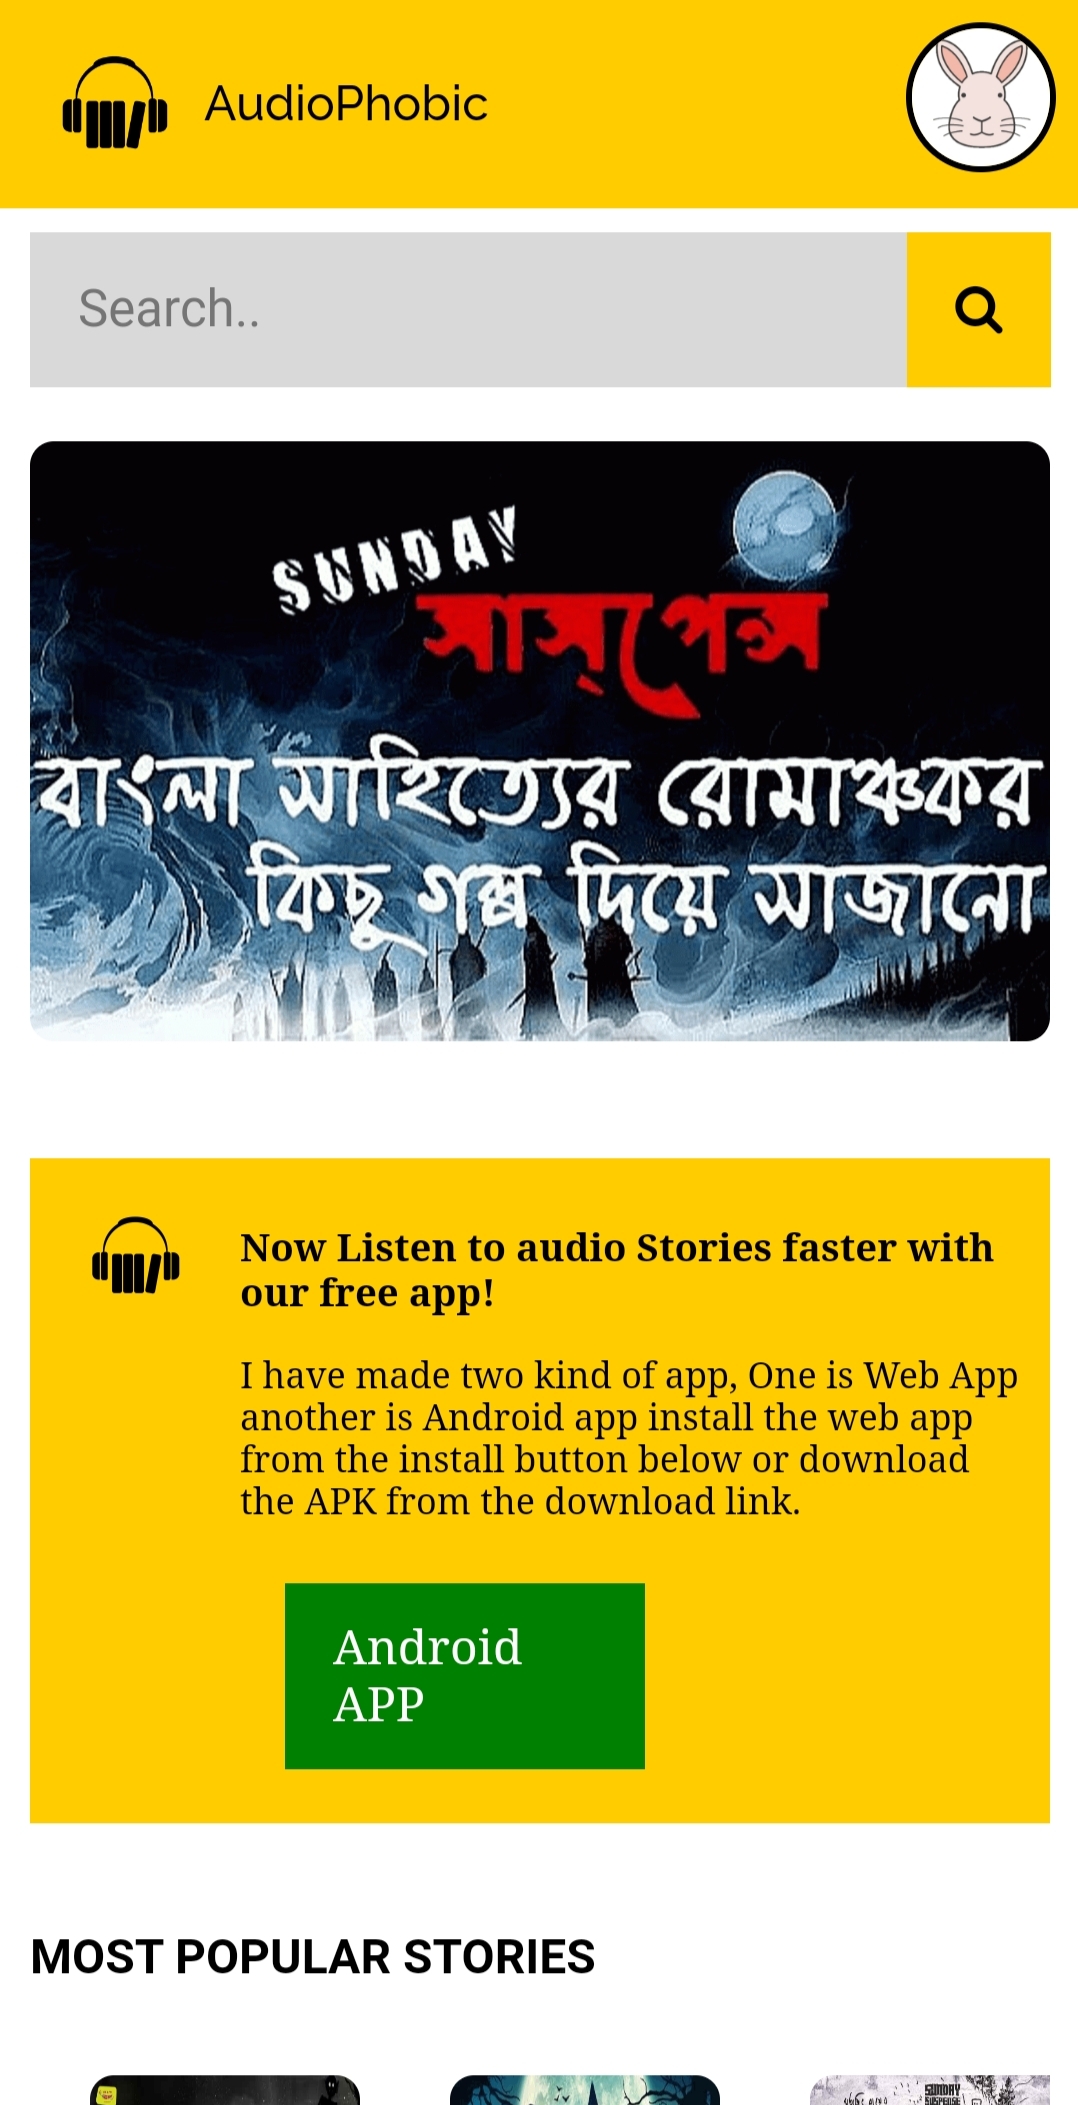 AudioPhobic
Search..
SUNDAY
সাস্পেন্স
বাংলা সাহিত্যের রোমাঞ্চকর
কিছু গল্প দিয়ে সাজানো
Now Listen to audio Stories faster with
our free app!
I have made two kind of app, One is Web App
another is Android app install the web app
from the install button below or download
the APK from the download link.
Android
APP
MOST POPULAR STORIES
SUNDAY
SUSPENSE